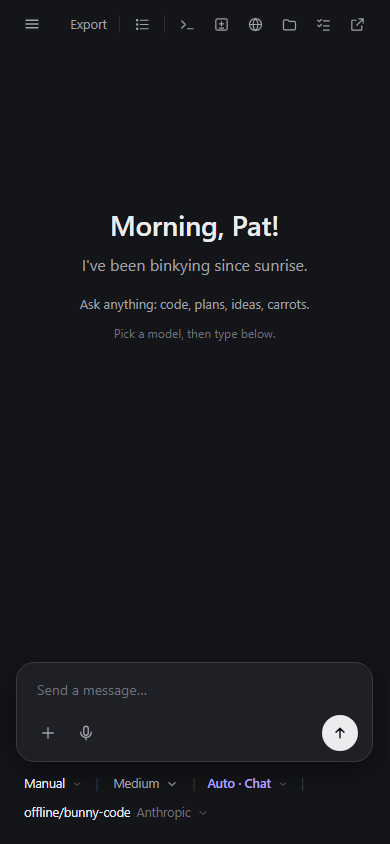 Export
Morning, Pat!
I've been binkying since sunrise.
Ask anything: code, plans, ideas, carrots.
Pick a model, then type below.
Send a message...
Manual Medium Auto · Chat
offline/bunny-code Anthropic